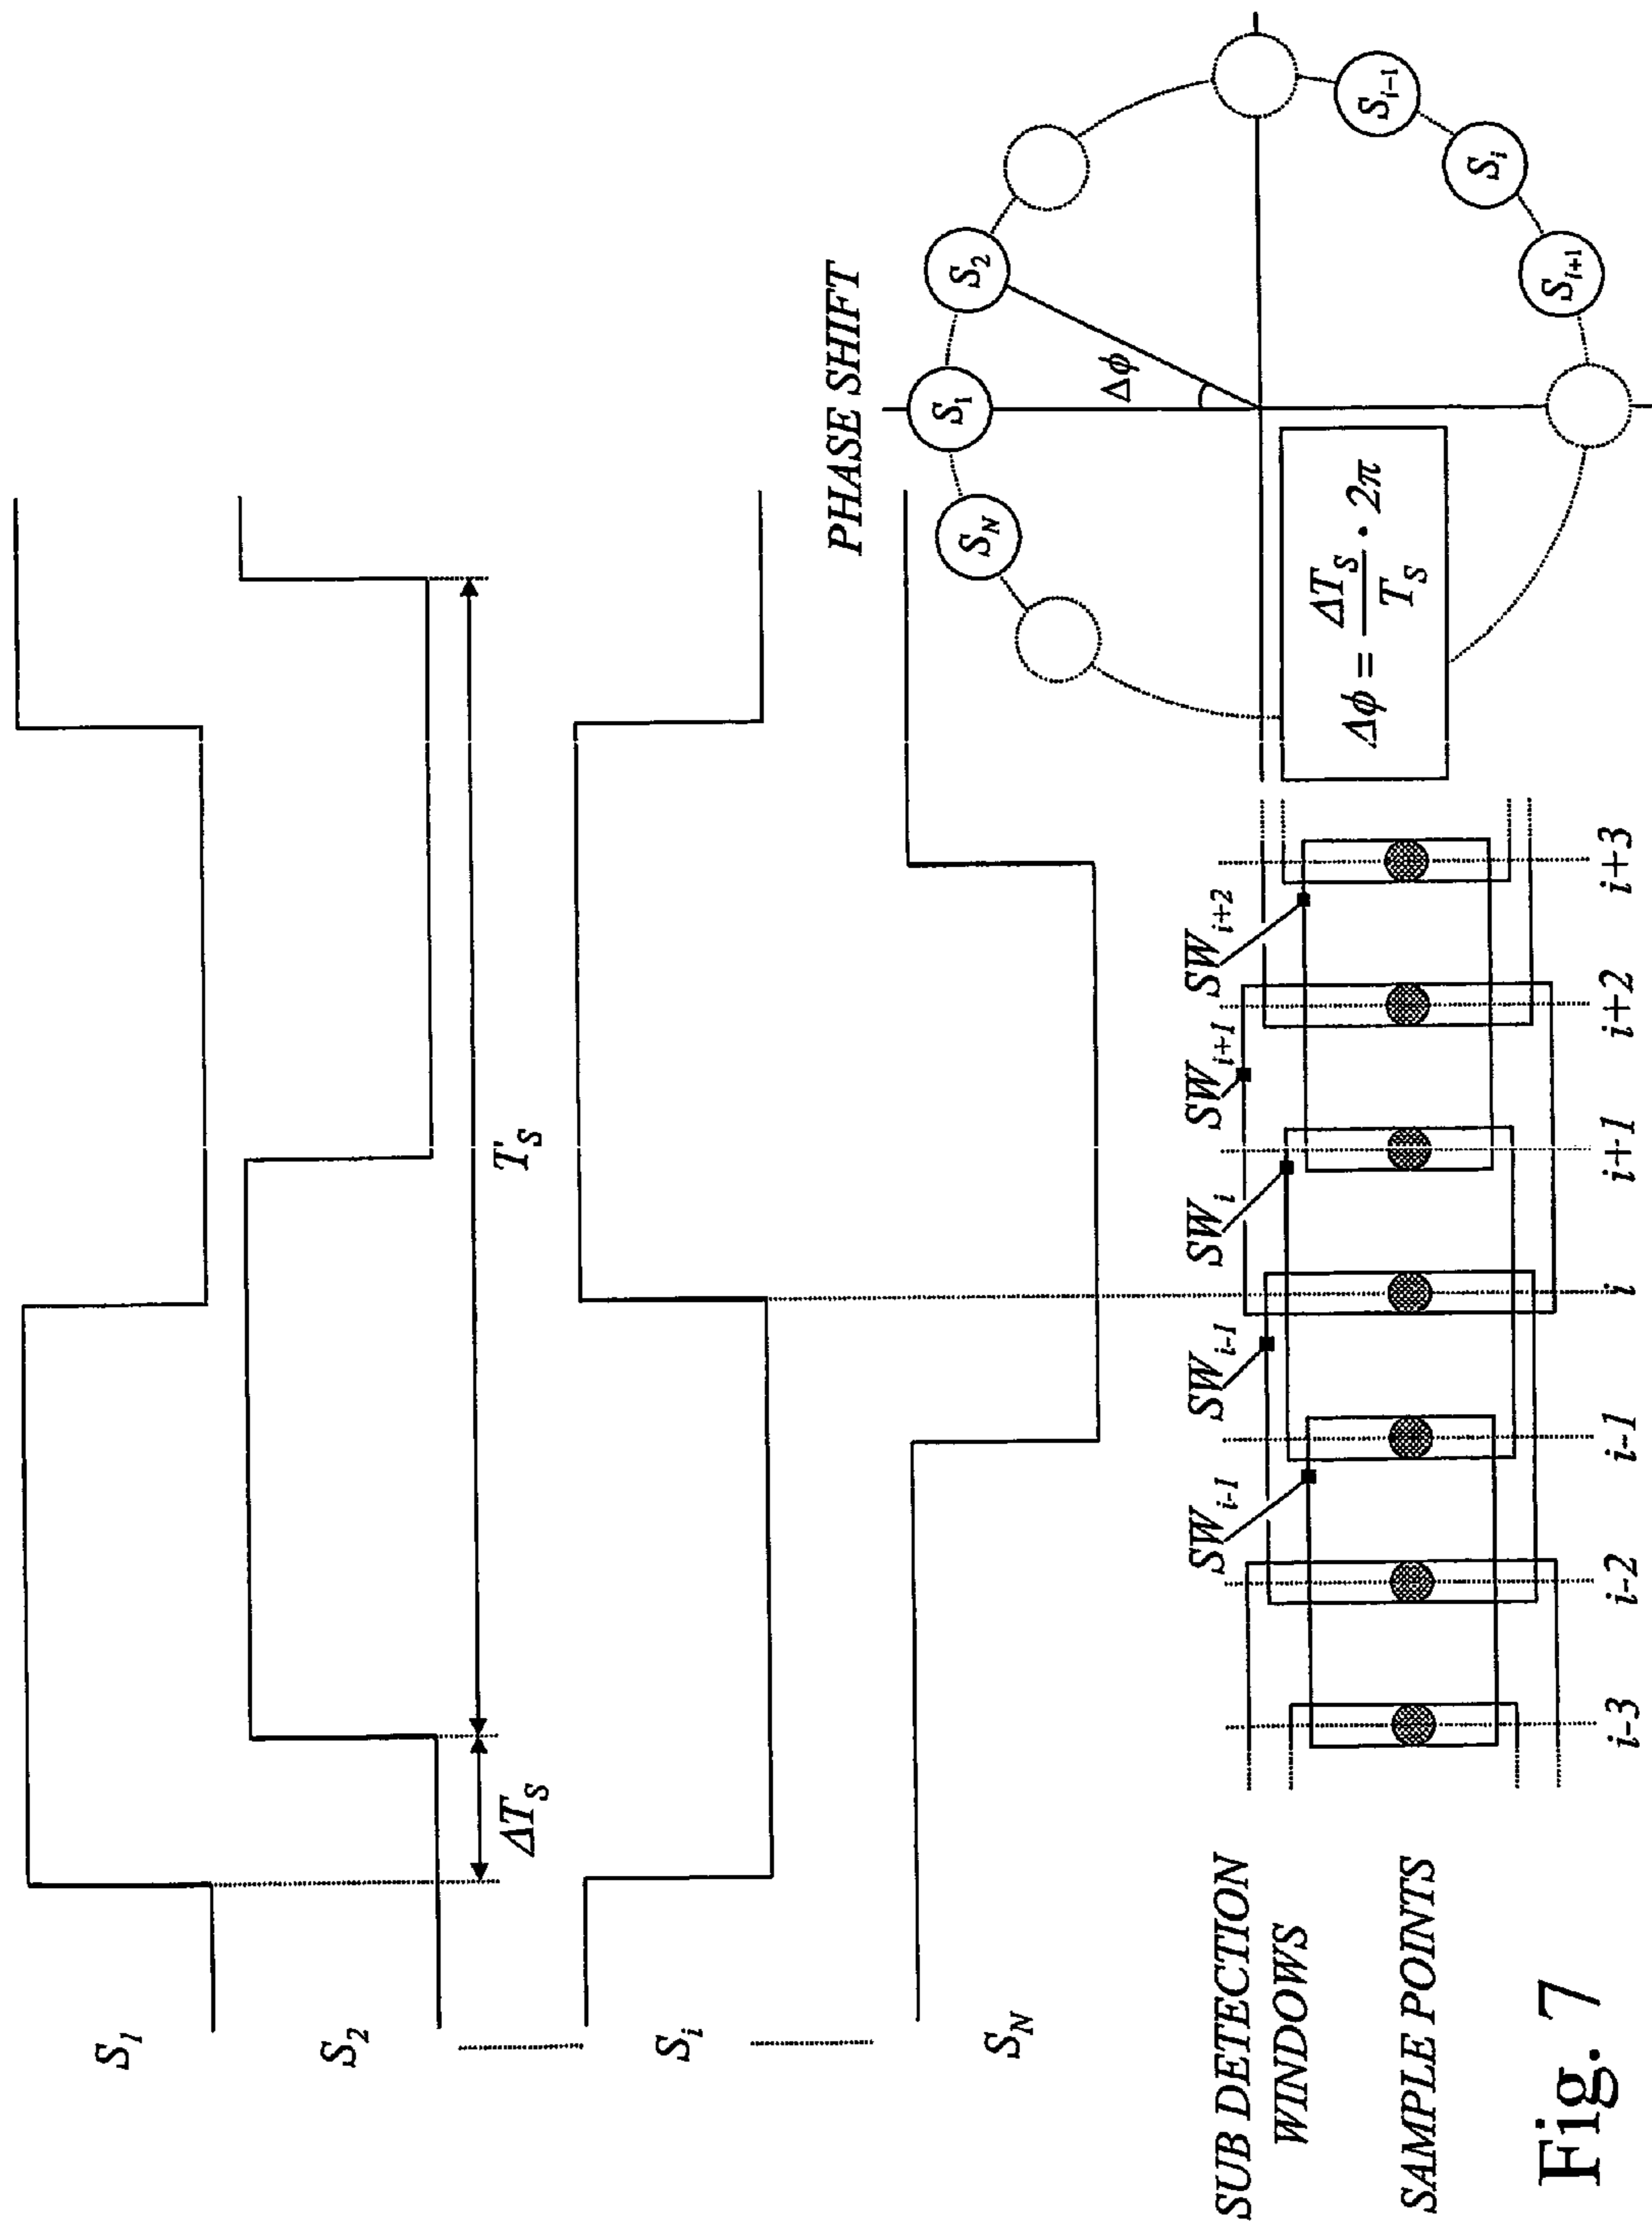 S1
S2
ΔTS
TS
Si
SN
PHASE SHIFT
SN
S1
S2
Δϕ
Si-1
Si
Si+1
Δϕ = ΔTS / TS · 2π
SUB DETECTION
WINDOWS
SWi-1
SWi-1
SWi
SWi+1
SWi+2
SAMPLE POINTS
i-3
i-2
i-1
i
i+1
i+2
i+3
Fig. 7